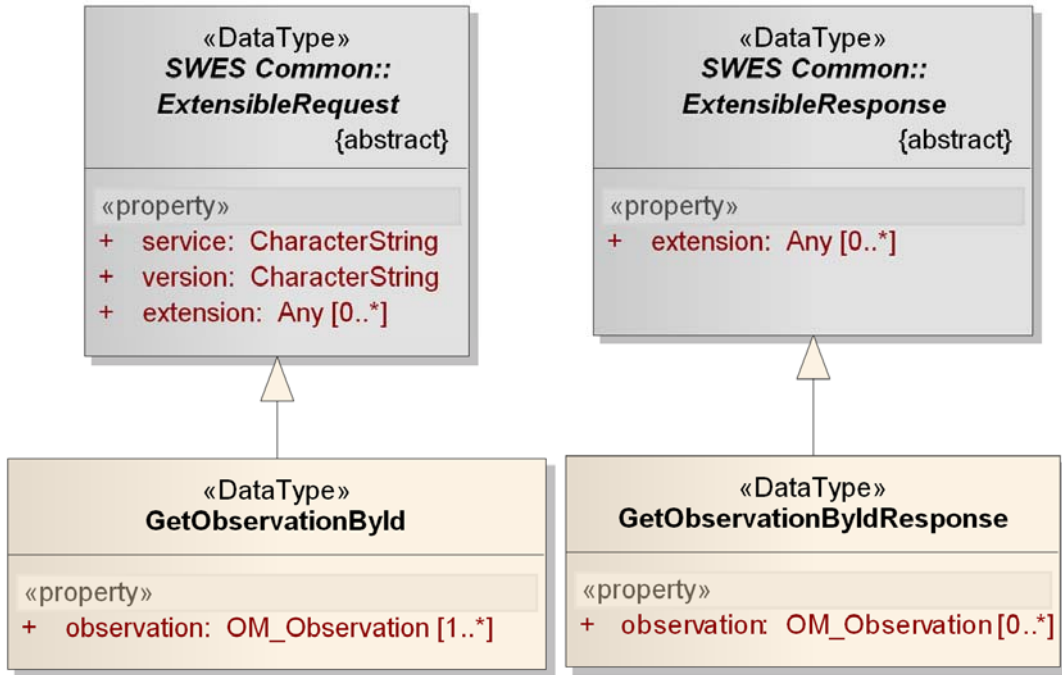 «DataType»
SWES Common::
ExtensibleRequest
{abstract}
«property»
+ service: CharacterString
+ version: CharacterString
+ extension: Any [0..*]
«DataType»
SWES Common::
ExtensibleResponse
{abstract}
«property»
+ extension: Any [0..*]
«DataType»
GetObservationById
«property»
+ observation: OM_Observation [1..*]
«DataType»
GetObservationByIdResponse
«property»
+ observation: OM_Observation [0..*]